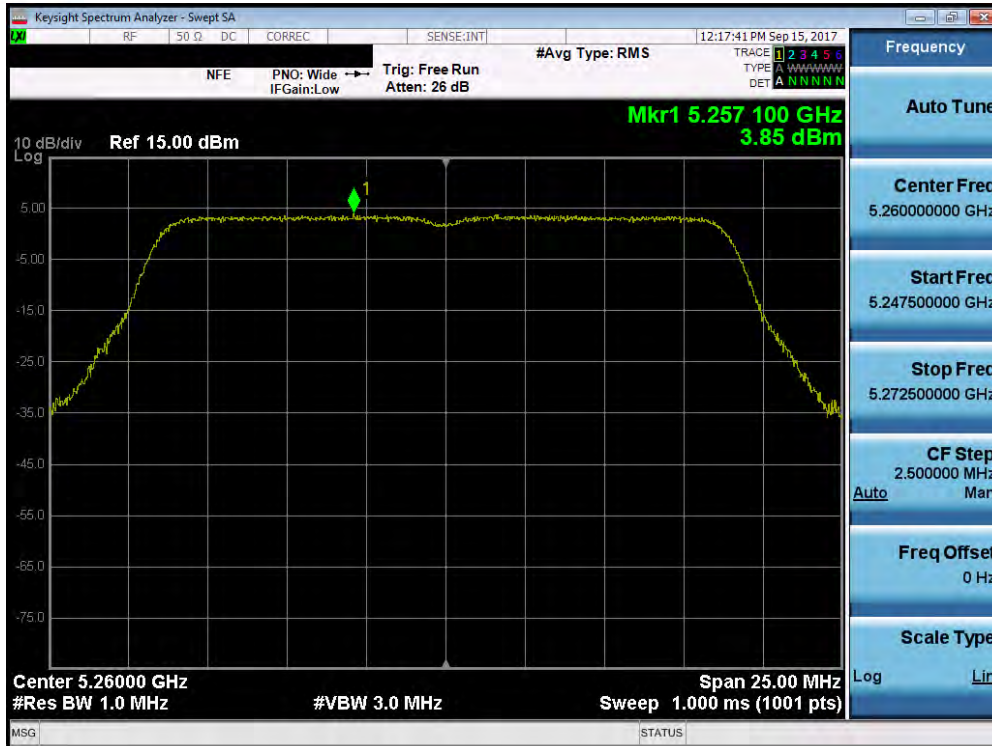 Keysight Spectrum Analyzer - Swept SA
LXI RF 50 Ω DC CORREC SENSE:INT 12:17:41 PM Sep 15, 2017
#Avg Type: RMS TRACE 1 2 3 4 5 6
NFE PNO: Wide Trig: Free Run TYPE A WWWWW
IFGain:Low Atten: 26 dB DET A N N N N N
Mkr1 5.257 100 GHz
10 dB/div Ref 15.00 dBm 3.85 dBm
Log
1
5.00
-5.00
-15.0
-25.0
-35.0
-45.0
-55.0
-65.0
-75.0
Center 5.26000 GHz Span 25.00 MHz
#Res BW 1.0 MHz #VBW 3.0 MHz Sweep 1.000 ms (1001 pts)
MSG STATUS
Frequency
Auto Tune
Center Freq
5.260000000 GHz
Start Freq
5.247500000 GHz
Stop Freq
5.272500000 GHz
CF Step
2.500000 MHz
Auto Man
Freq Offset
0 Hz
Scale Type
Log Lin